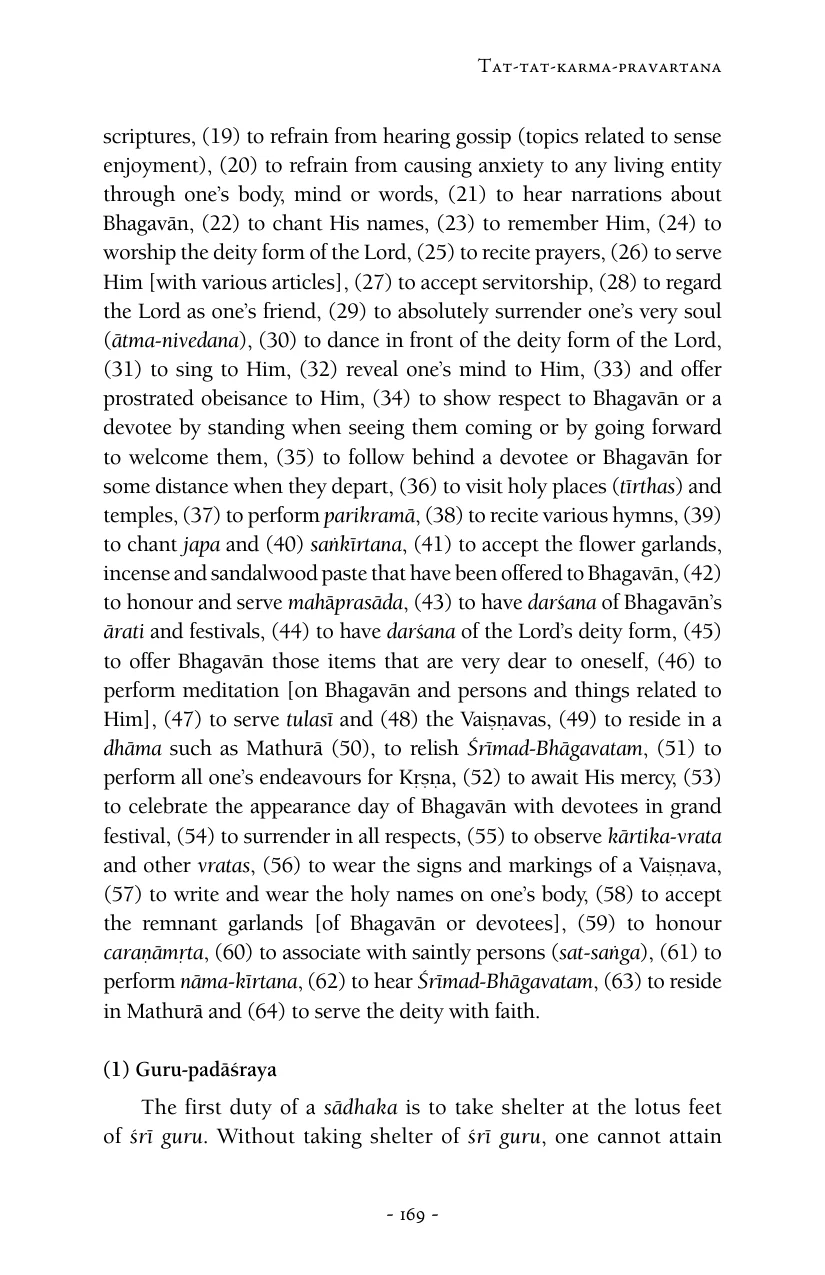 Tat-tat-karma-pravartana
scriptures, (19) to refrain from hearing gossip (topics related to sense
enjoyment), (20) to refrain from causing anxiety to any living entity
through one’s body, mind or words, (21) to hear narrations about
Bhagavān, (22) to chant His names, (23) to remember Him, (24) to
worship the deity form of the Lord, (25) to recite prayers, (26) to serve
Him [with various articles], (27) to accept servitorship, (28) to regard
the Lord as one’s friend, (29) to absolutely surrender one’s very soul
(ātma-nivedana), (30) to dance in front of the deity form of the Lord,
(31) to sing to Him, (32) reveal one’s mind to Him, (33) and offer
prostrated obeisance to Him, (34) to show respect to Bhagavān or a
devotee by standing when seeing them coming or by going forward
to welcome them, (35) to follow behind a devotee or Bhagavān for
some distance when they depart, (36) to visit holy places (tīrthas) and
temples, (37) to perform parikramā, (38) to recite various hymns, (39)
to chant japa and (40) saṅkīrtana, (41) to accept the flower garlands,
incense and sandalwood paste that have been offered to Bhagavān, (42)
to honour and serve mahāprasāda, (43) to have darśana of Bhagavān’s
ārati and festivals, (44) to have darśana of the Lord’s deity form, (45)
to offer Bhagavān those items that are very dear to oneself, (46) to
perform meditation [on Bhagavān and persons and things related to
Him], (47) to serve tulasī and (48) the Vaiṣṇavas, (49) to reside in a
dhāma such as Mathurā (50), to relish Śrīmad-Bhāgavatam, (51) to
perform all one’s endeavours for Kṛṣṇa, (52) to await His mercy, (53)
to celebrate the appearance day of Bhagavān with devotees in grand
festival, (54) to surrender in all respects, (55) to observe kārtika-vrata
and other vratas, (56) to wear the signs and markings of a Vaiṣṇava,
(57) to write and wear the holy names on one’s body, (58) to accept
the remnant garlands [of Bhagavān or devotees], (59) to honour
caraṇāmṛta, (60) to associate with saintly persons (sat-saṅga), (61) to
perform nāma-kīrtana, (62) to hear Śrīmad-Bhāgavatam, (63) to reside
in Mathurā and (64) to serve the deity with faith.
(1) Guru-padāśraya
The first duty of a sādhaka is to take shelter at the lotus feet
of śrī guru. Without taking shelter of śrī guru, one cannot attain
- 169 -